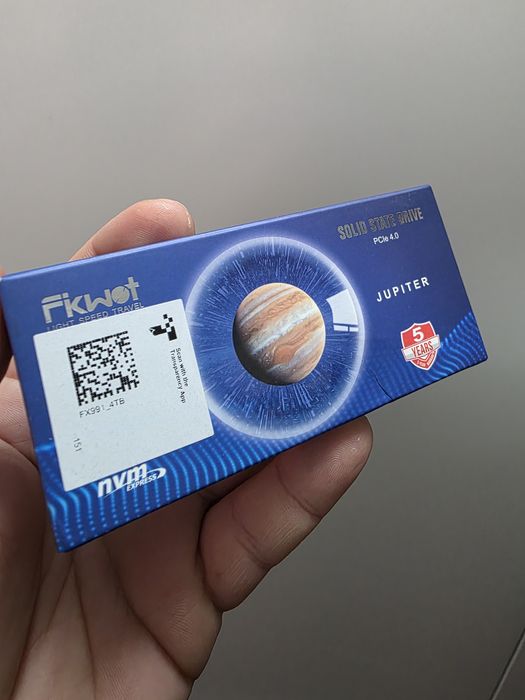 Fikwot
LIGHT SPEED TRAVEL
SOLID STATE DRIVE
PCIe 4.0
JUPITER
5
YEARS
Scan with the
Transparency App
FX991_4TB
151
nvm
EXPRESS